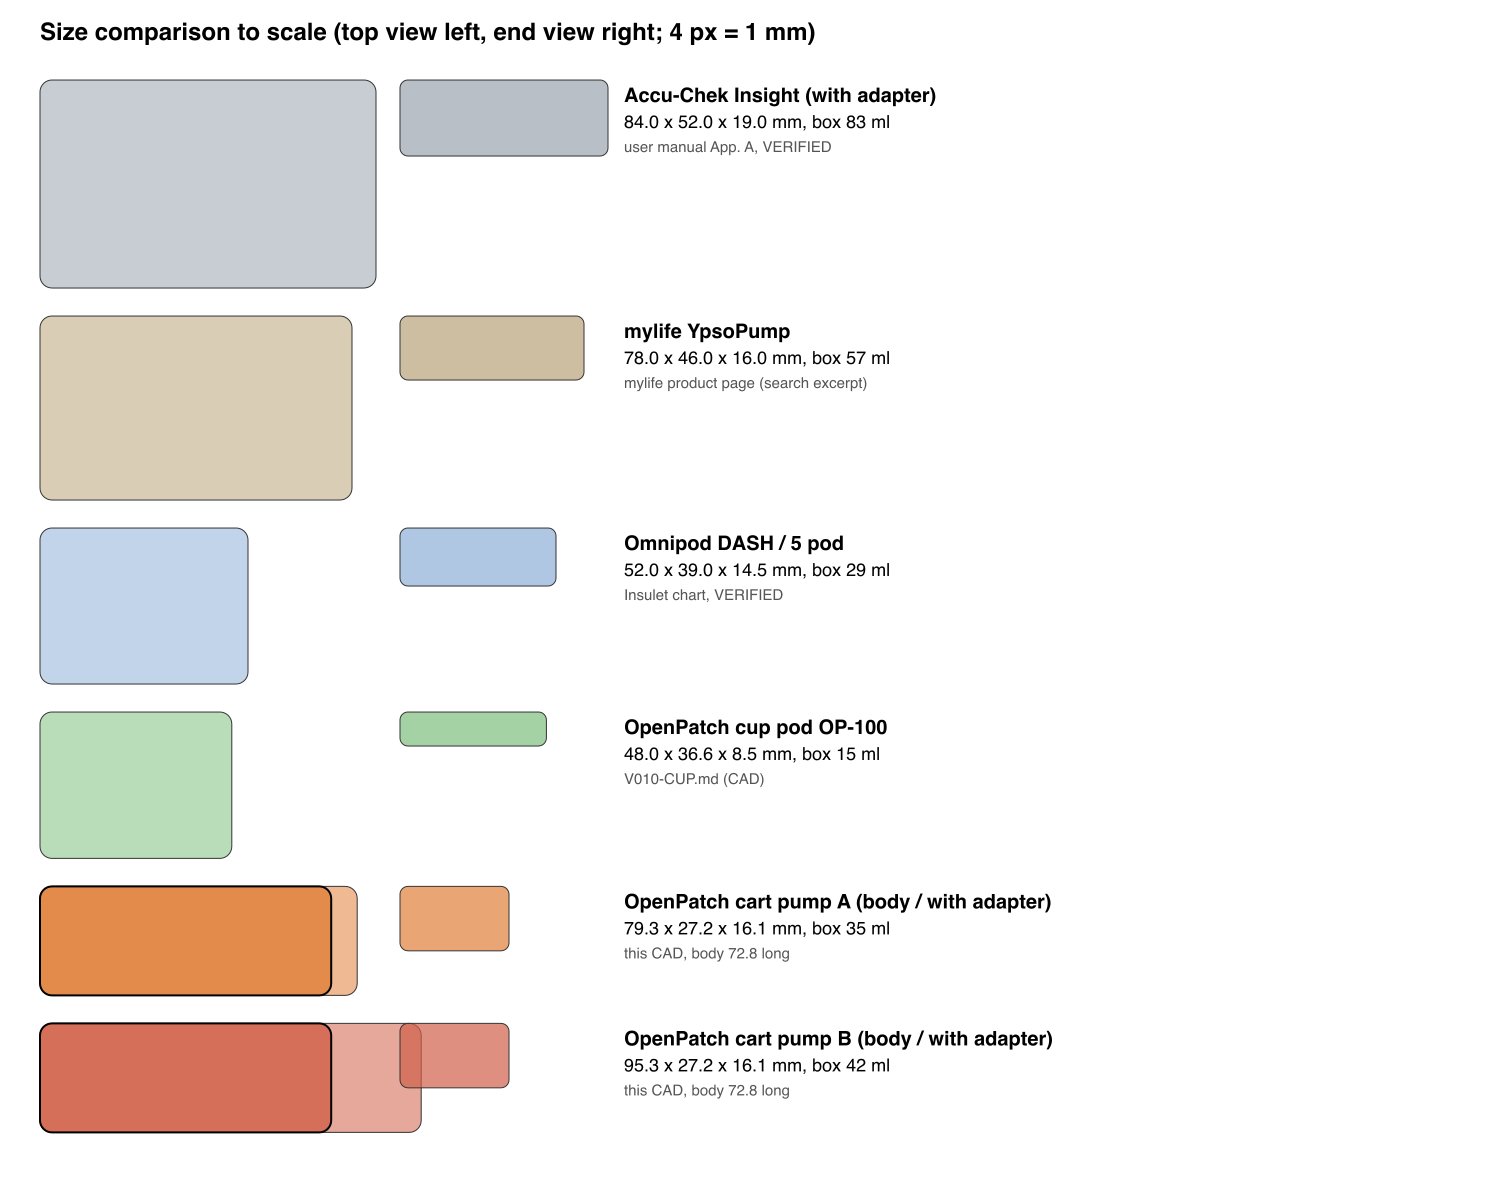 Size comparison to scale (top view left, end view right; 4 px = 1 mm)
Accu-Chek Insight (with adapter)
84.0 x 52.0 x 19.0 mm, box 83 ml
user manual App. A, VERIFIED
mylife YpsoPump
78.0 x 46.0 x 16.0 mm, box 57 ml
mylife product page (search excerpt)
Omnipod DASH / 5 pod
52.0 x 39.0 x 14.5 mm, box 29 ml
Insulet chart, VERIFIED
OpenPatch cup pod OP-100
48.0 x 36.6 x 8.5 mm, box 15 ml
V010-CUP.md (CAD)
OpenPatch cart pump A (body / with adapter)
79.3 x 27.2 x 16.1 mm, box 35 ml
this CAD, body 72.8 long
OpenPatch cart pump B (body / with adapter)
95.3 x 27.2 x 16.1 mm, box 42 ml
this CAD, body 72.8 long